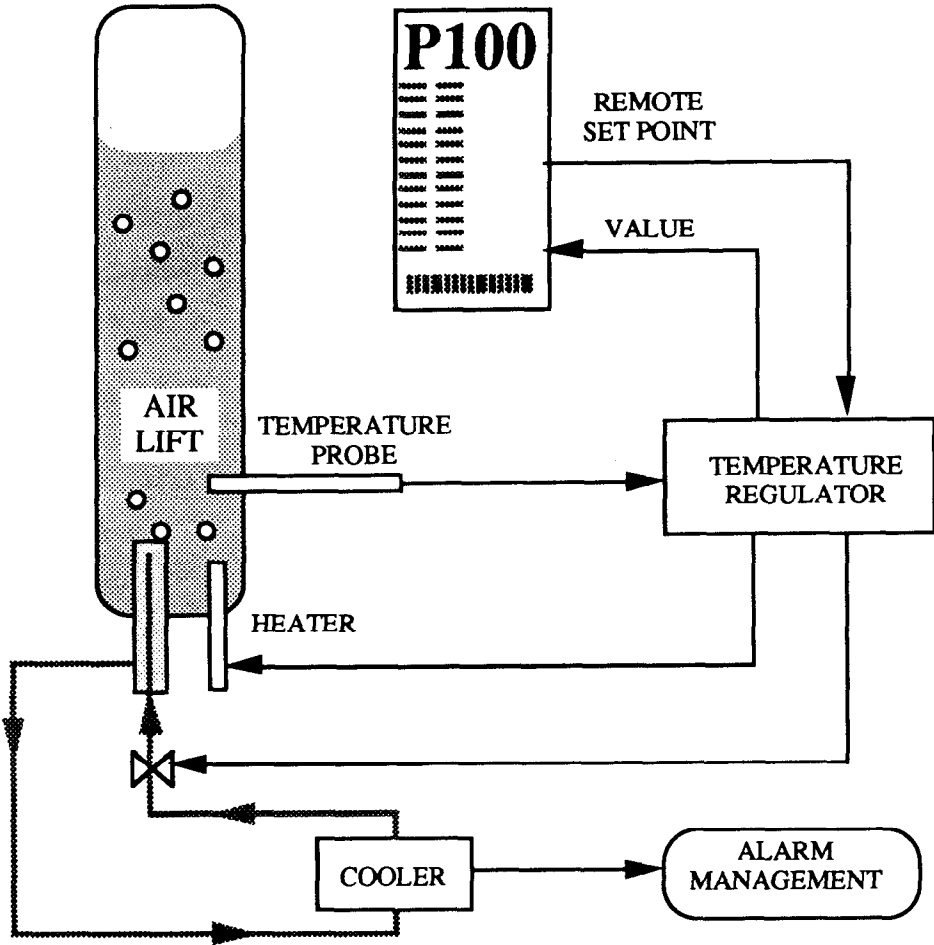 P100
REMOTE
SET POINT
VALUE
AIR
LIFT
TEMPERATURE
PROBE
TEMPERATURE
REGULATOR
HEATER
COOLER
ALARM
MANAGEMENT